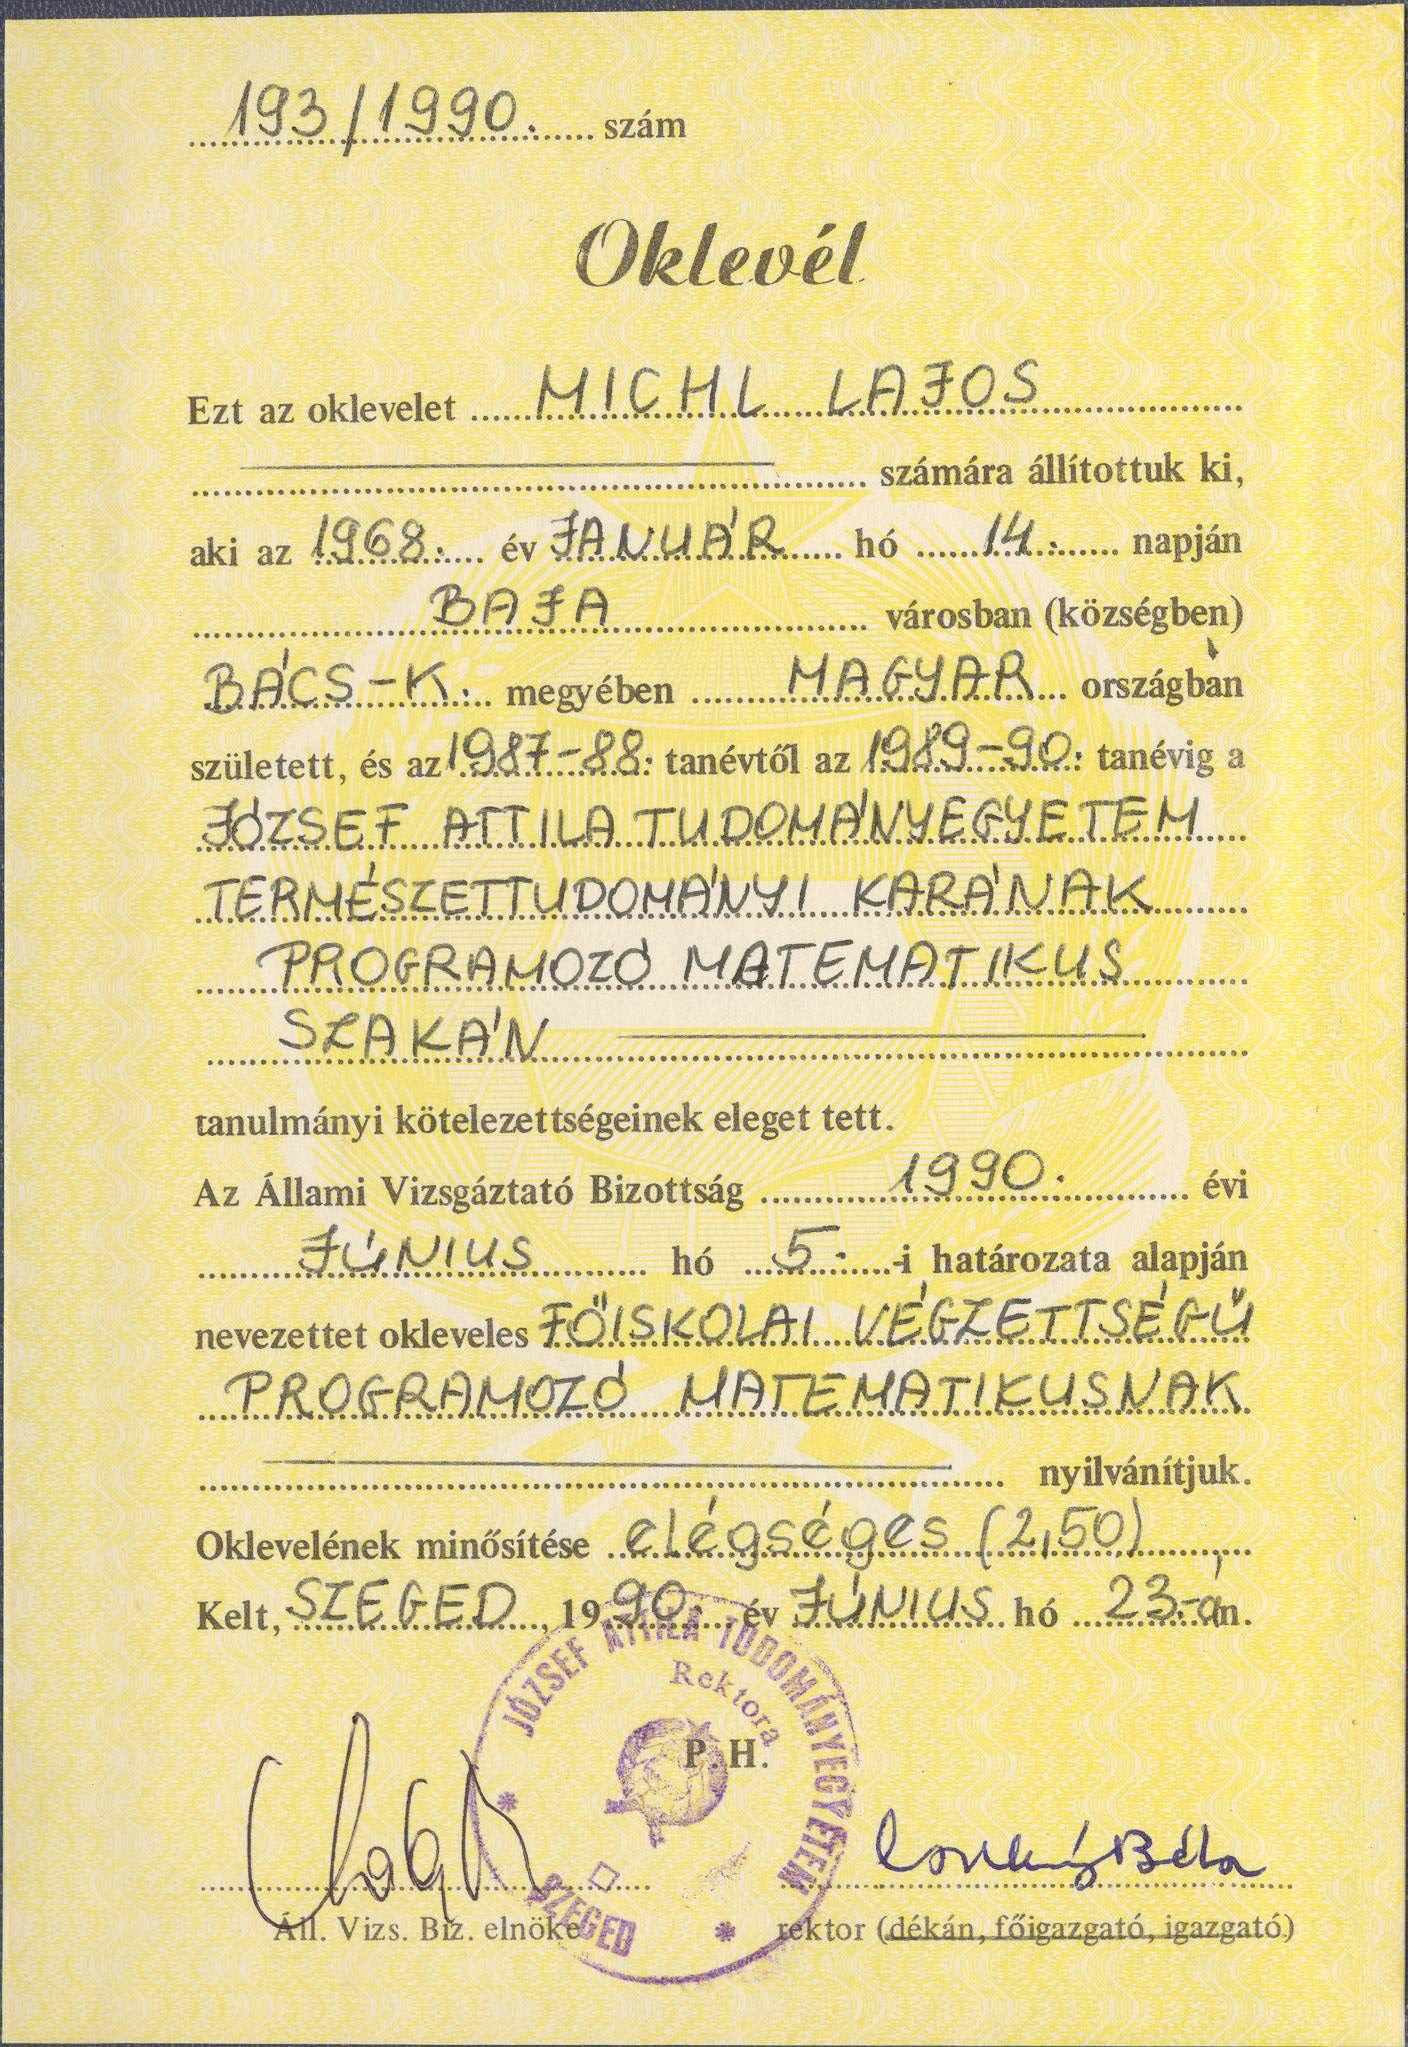 193/1990. szám
Oklevél
Ezt az oklevelet MICHL LAJOS
számára állítottuk ki,
aki az 1968. év JANUÁR hó 14. napján
BAJA városban (községben)
BÁCS-K. megyében MAGYAR országban
született, és az 1987-88. tanévtől az 1989-90. tanévig a
JÓZSEF ATTILA TUDOMÁNYEGYETEM
TERMÉSZETTUDOMÁNYI KARÁNAK
PROGRAMOZÓ MATEMATIKUS
SZAKÁN
tanulmányi kötelezettségeinek eleget tett.
Az Állami Vizsgáztató Bizottság 1990. évi
JÚNIUS hó 5. -i határozata alapján
nevezettet okleveles FŐISKOLAI VÉGZETTSÉGŰ
PROGRAMOZÓ MATEMATIKUSNAK
nyilvánítjuk.
Oklevelének minősítése elégséges (2,50)
Kelt, SZEGED, 1990. év JÚNIUS hó 23-án.
JÓZSEF ATTILA TUDOMÁNYEGYETEM
Rektora
P. H.
SZEGED
Béla
Áll. Vizs. Biz. elnöke
rektor (dékán, főigazgató, igazgató)